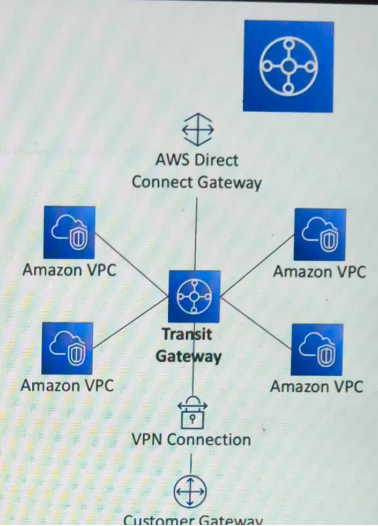 AWS Direct
Connect Gateway
Amazon VPC
Amazon VPC
Transit
Gateway
Amazon VPC
Amazon VPC
VPN Connection
Customer Gateway